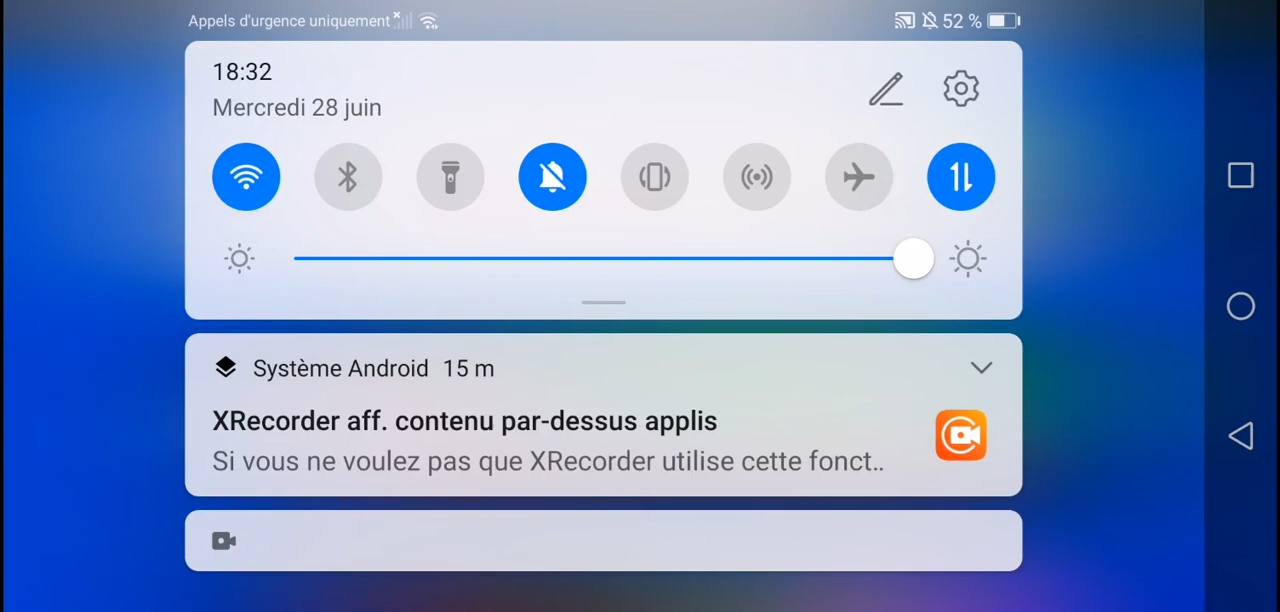 Appels d'urgence uniquement 52 %
18:32
Mercredi 28 juin
Système Android 15 m
XRecorder aff. contenu par-dessus applis
Si vous ne voulez pas que XRecorder utilise cette fonct..